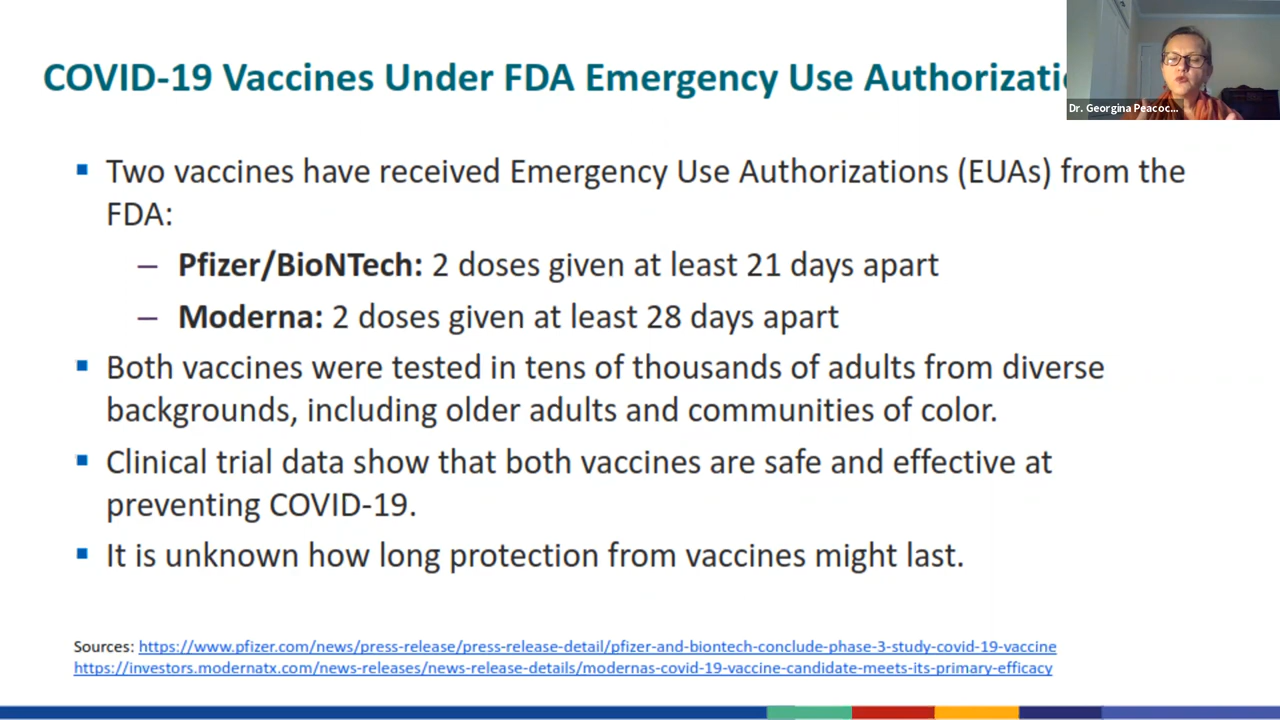 COVID-19 Vaccines Under FDA Emergency Use Authorizati
Dr. Georgina Peacoc...
▪ Two vaccines have received Emergency Use Authorizations (EUAs) from the
FDA:
– Pfizer/BioNTech: 2 doses given at least 21 days apart
– Moderna: 2 doses given at least 28 days apart
▪ Both vaccines were tested in tens of thousands of adults from diverse
backgrounds, including older adults and communities of color.
▪ Clinical trial data show that both vaccines are safe and effective at
preventing COVID-19.
▪ It is unknown how long protection from vaccines might last.
Sources: https://www.pfizer.com/news/press-release/press-release-detail/pfizer-and-biontech-conclude-phase-3-study-covid-19-vaccine
https://investors.modernatx.com/news-releases/news-release-details/modernas-covid-19-vaccine-candidate-meets-its-primary-efficacy